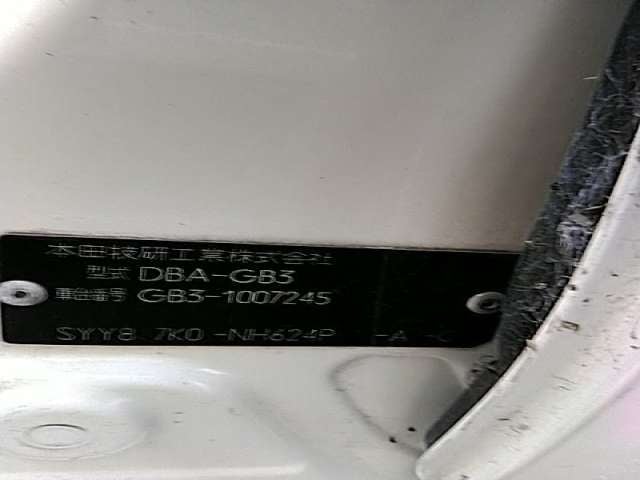 本田技研工業株式会社
型式 DBA-GB3
車台番号 GB3-1007245
SYY8 7K0 -NH624P -A -C